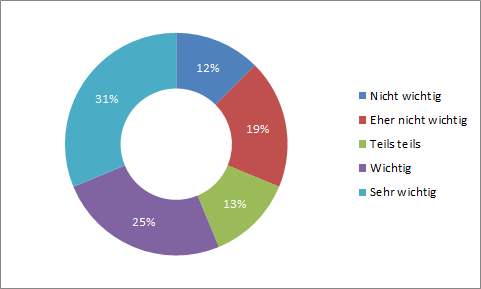 12%
19%
13%
25%
31%
Nicht wichtig
Eher nicht wichtig
Teils teils
Wichtig
Sehr wichtig